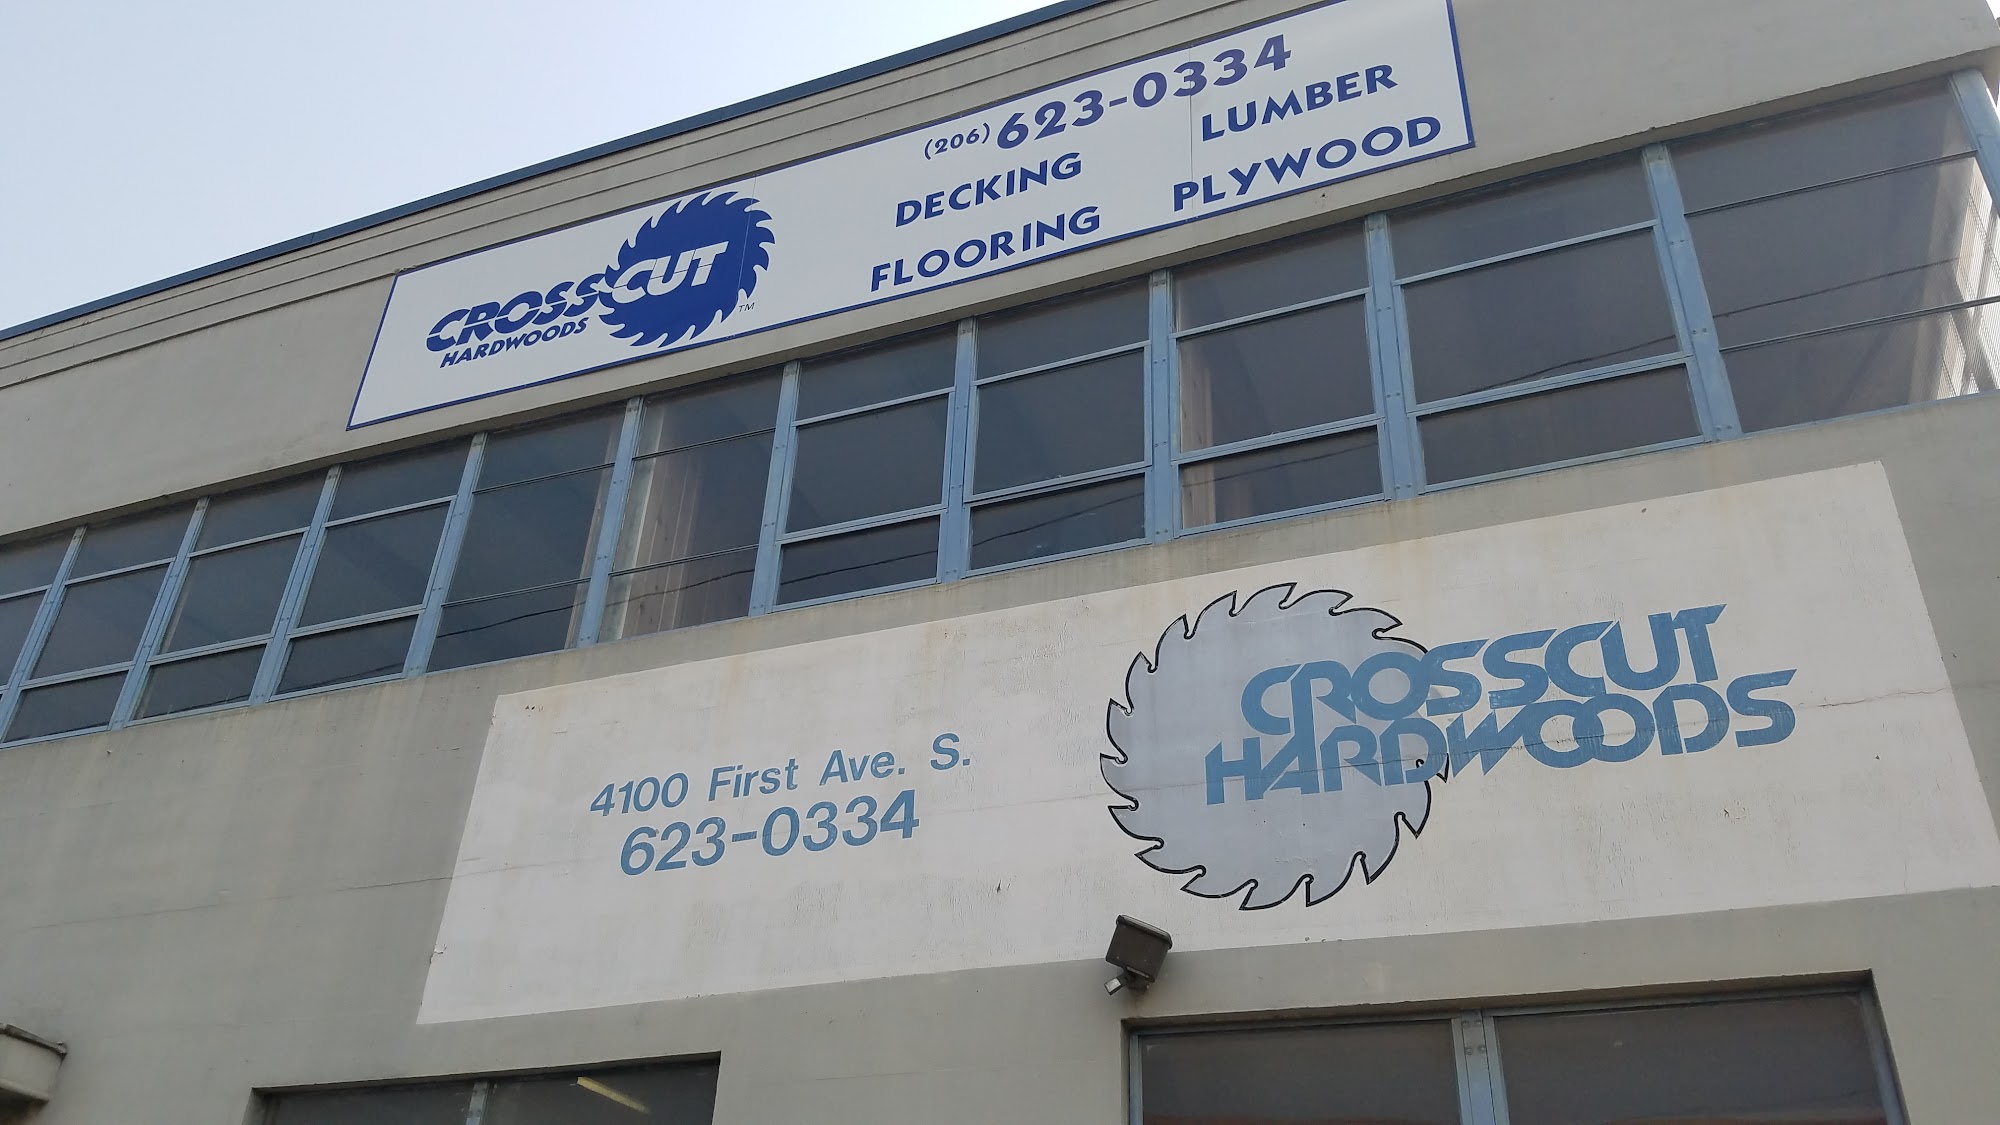 (206) 623-0334
CROSSCUT
HARDWOODS
TM
DECKING LUMBER
FLOORING PLYWOOD
4100 First Ave. S.
623-0334
CROSSCUT
HARDWOODS